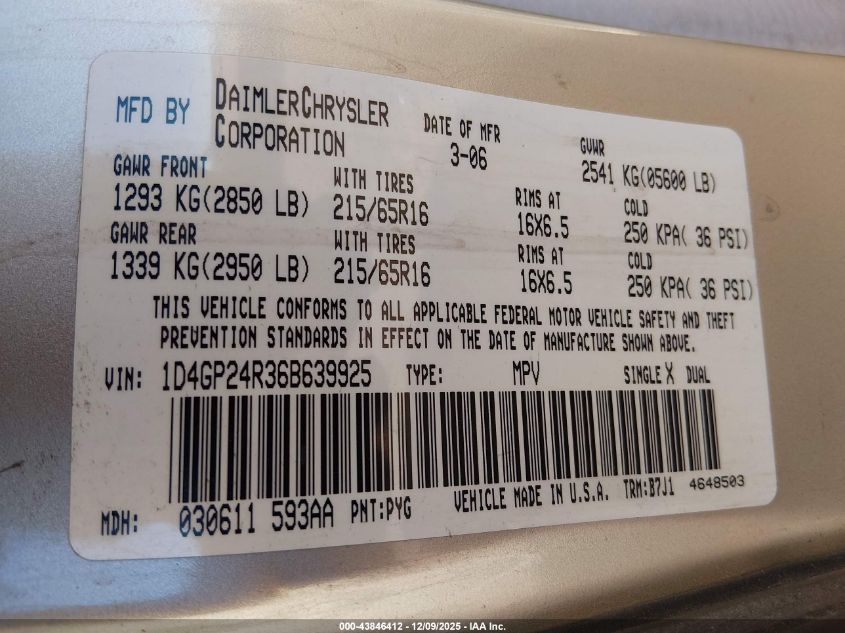 MFD BY DAIMLERCHRYSLER CORPORATION DATE OF MFR 3-06 GVWR 2541 KG(05600 LB)
GAWR FRONT WITH TIRES RIMS AT COLD
1293 KG(2850 LB) 215/65R16 16X6.5 250 KPA( 36 PSI)
GAWR REAR WITH TIRES RIMS AT COLD
1339 KG(2950 LB) 215/65R16 16X6.5 250 KPA( 36 PSI)
THIS VEHICLE CONFORMS TO ALL APPLICABLE FEDERAL MOTOR VEHICLE SAFETY AND THEFT
PREVENTION STANDARDS IN EFFECT ON THE DATE OF MANUFACTURE SHOWN ABOVE.
VIN: 1D4GP24R36B639925 TYPE: MPV SINGLE X DUAL
MDH: 030611 593AA PNT:PYG VEHICLE MADE IN U.S.A. TRM:B7J1 4648503
000-43846412 - 12/09/2025 - IAA Inc.